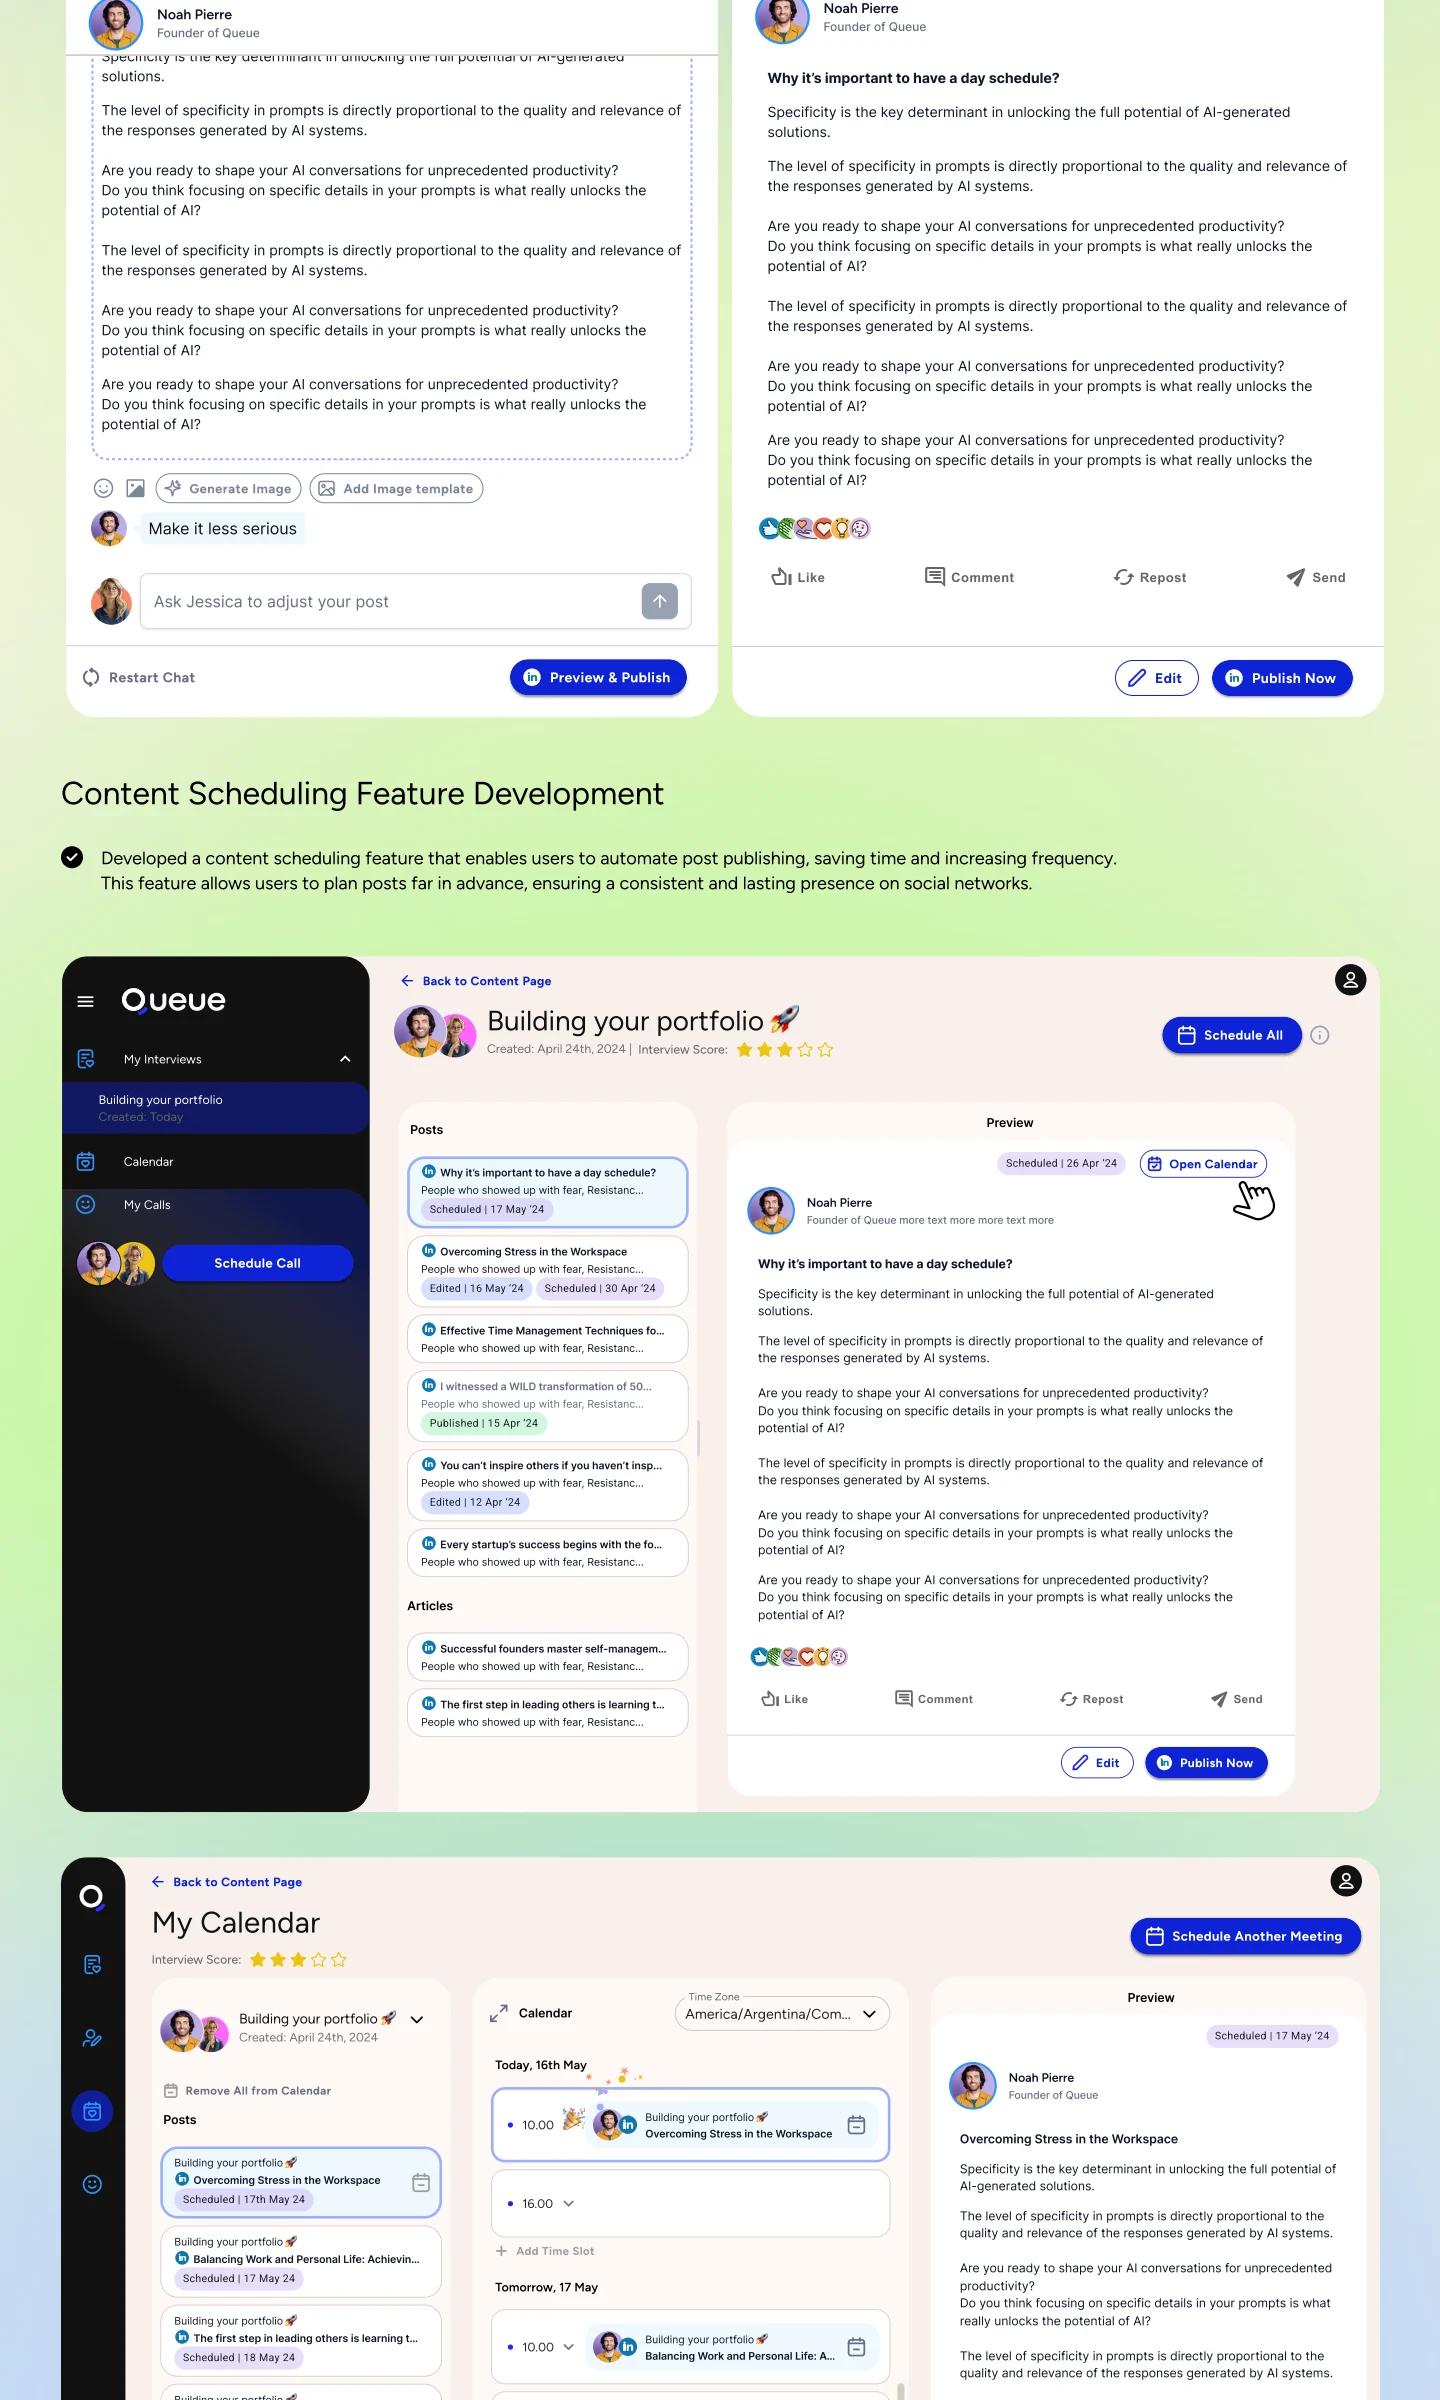 Noah Pierre
Founder of Queue
Specificity is the key determinant in unlocking the full potential of AI-generated
solutions.
The level of specificity in prompts is directly proportional to the quality and relevance of
the responses generated by AI systems.
Are you ready to shape your AI conversations for unprecedented productivity?
Do you think focusing on specific details in your prompts is what really unlocks the
potential of AI?
The level of specificity in prompts is directly proportional to the quality and relevance of
the responses generated by AI systems.
Are you ready to shape your AI conversations for unprecedented productivity?
Do you think focusing on specific details in your prompts is what really unlocks the
potential of AI?
Are you ready to shape your AI conversations for unprecedented productivity?
Do you think focusing on specific details in your prompts is what really unlocks the
potential of AI?
Generate Image
Add Image template
Make it less serious
Ask Jessica to adjust your post
Restart Chat
in Preview & Publish
Noah Pierre
Founder of Queue
Why it's important to have a day schedule?
Specificity is the key determinant in unlocking the full potential of AI-generated
solutions.
The level of specificity in prompts is directly proportional to the quality and relevance of
the responses generated by AI systems.
Are you ready to shape your AI conversations for unprecedented productivity?
Do you think focusing on specific details in your prompts is what really unlocks the
potential of AI?
The level of specificity in prompts is directly proportional to the quality and relevance of
the responses generated by AI systems.
Are you ready to shape your AI conversations for unprecedented productivity?
Do you think focusing on specific details in your prompts is what really unlocks the
potential of AI?
Are you ready to shape your AI conversations for unprecedented productivity?
Do you think focusing on specific details in your prompts is what really unlocks the
potential of AI?
Like
Comment
Repost
Send
Edit
in Publish Now
Content Scheduling Feature Development
Developed a content scheduling feature that enables users to automate post publishing, saving time and increasing frequency.
This feature allows users to plan posts far in advance, ensuring a consistent and lasting presence on social networks.
Queue
My Interviews
Building your portfolio
Created: Today
Calendar
My Calls
Schedule Call
Back to Content Page
Building your portfolio 🚀
Created: April 24th, 2024 | Interview Score:
Schedule All
Posts
in Why it's important to have a day schedule?
People who showed up with fear, Resistanc...
Scheduled | 17 May '24
in Overcoming Stress in the Workspace
People who showed up with fear, Resistanc...
Edited | 16 May '24
Scheduled | 30 Apr '24
in Effective Time Management Techniques fo...
People who showed up with fear, Resistanc...
in I witnessed a WILD transformation of 50...
People who showed up with fear, Resistanc...
Published | 15 Apr '24
in You can't inspire others if you haven't insp...
People who showed up with fear, Resistanc...
Edited | 12 Apr '24
in Every startup's success begins with the fo...
People who showed up with fear, Resistanc...
Articles
in Successful founders master self-managem...
People who showed up with fear, Resistanc...
in The first step in leading others is learning t...
People who showed up with fear, Resistanc...
Preview
Scheduled | 26 Apr '24
Open Calendar
Noah Pierre
Founder of Queue more text more more text more
Why it's important to have a day schedule?
Specificity is the key determinant in unlocking the full potential of AI-generated
solutions.
The level of specificity in prompts is directly proportional to the quality and relevance of
the responses generated by AI systems.
Are you ready to shape your AI conversations for unprecedented productivity?
Do you think focusing on specific details in your prompts is what really unlocks the
potential of AI?
The level of specificity in prompts is directly proportional to the quality and relevance of
the responses generated by AI systems.
Are you ready to shape your AI conversations for unprecedented productivity?
Do you think focusing on specific details in your prompts is what really unlocks the
potential of AI?
Are you ready to shape your AI conversations for unprecedented productivity?
Do you think focusing on specific details in your prompts is what really unlocks the
potential of AI?
Like
Comment
Repost
Send
Edit
in Publish Now
Back to Content Page
My Calendar
Interview Score:
Schedule Another Meeting
Building your portfolio 🚀
Created: April 24th, 2024
Remove All from Calendar
Posts
Building your portfolio 🚀
in Overcoming Stress in the Workspace
Scheduled | 17th May 24
Building your portfolio 🚀
in Balancing Work and Personal Life: Achievin...
Scheduled | 17 May 24
Building your portfolio 🚀
in The first step in leading others is learning t...
Scheduled | 18 May 24
Building your portfolio 🚀
Calendar
Time Zone
America/Argentina/Com...
Today, 16th May
10.00
Building your portfolio 🚀
in Overcoming Stress in the Workspace
16.00
Add Time Slot
Tomorrow, 17 May
10.00
Building your portfolio 🚀
in Balancing Work and Personal Life: A...
Preview
Scheduled | 17 May '24
Noah Pierre
Founder of Queue
Overcoming Stress in the Workspace
Specificity is the key determinant in unlocking the full potential of
AI-generated solutions.
The level of specificity in prompts is directly proportional to the
quality and relevance of the responses generated by AI systems.
Are you ready to shape your AI conversations for unprecedented
productivity?
Do you think focusing on specific details in your prompts is what
really unlocks the potential of AI?
The level of specificity in prompts is directly proportional to the
quality and relevance of the responses generated by AI systems.